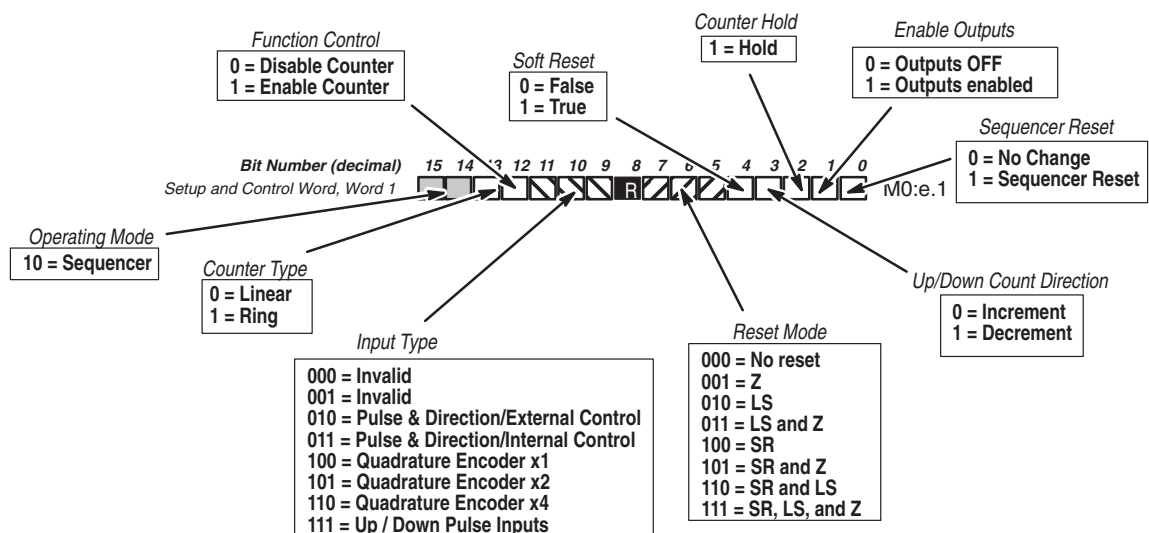 Function Control
0 = Disable Counter
1 = Enable Counter
Soft Reset
0 = False
1 = True
Counter Hold
1 = Hold
Enable Outputs
0 = Outputs OFF
1 = Outputs enabled
Sequencer Reset
0 = No Change
1 = Sequencer Reset
Bit Number (decimal) 15 14 13 12 11 10 9 8 7 6 5 4 3 2 1 0
Setup and Control Word, Word 1 R M0:e.1
Operating Mode
10 = Sequencer
Counter Type
0 = Linear
1 = Ring
Input Type
000 = Invalid
001 = Invalid
010 = Pulse & Direction/External Control
011 = Pulse & Direction/Internal Control
100 = Quadrature Encoder x1
101 = Quadrature Encoder x2
110 = Quadrature Encoder x4
111 = Up / Down Pulse Inputs
Reset Mode
000 = No reset
001 = Z
010 = LS
011 = LS and Z
100 = SR
101 = SR and Z
110 = SR and LS
111 = SR, LS, and Z
Up/Down Count Direction
0 = Increment
1 = Decrement